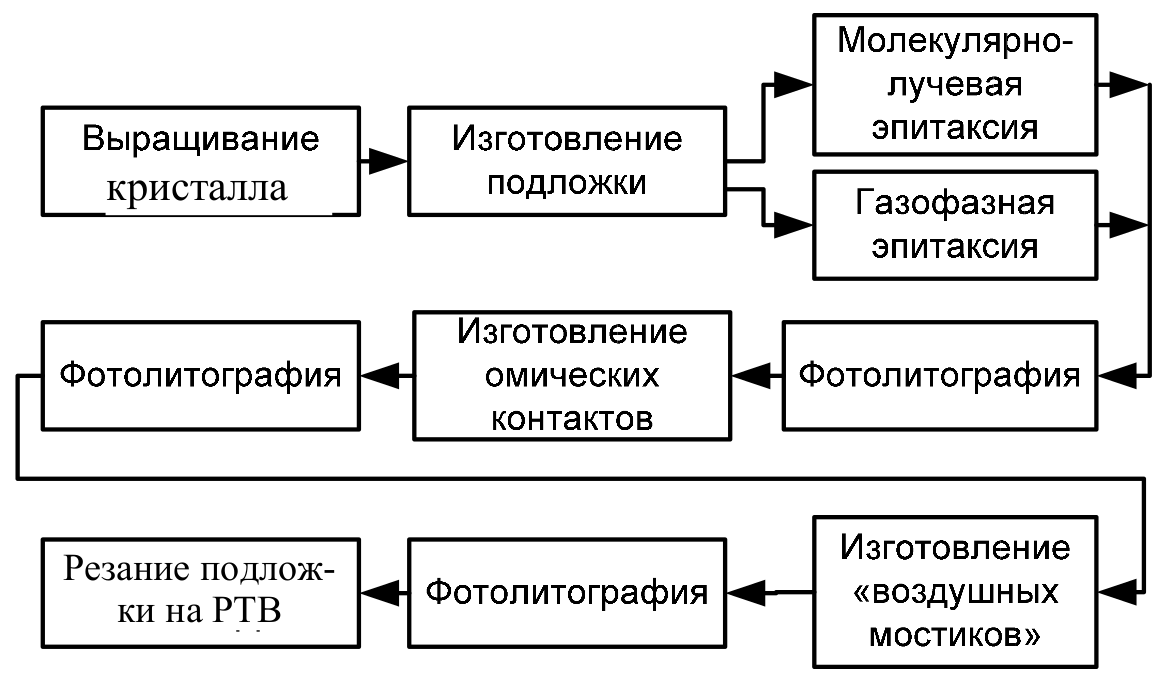 Выращивание
кристалла
Изготовление
подложки
Молекулярно-
лучевая
эпитаксия
Газофазная
эпитаксия
Фотолитография
Изготовление
омических
контактов
Фотолитография
Изготовление
«воздушных
мостиков»
Фотолитография
Резание подлож-
ки на РТВ